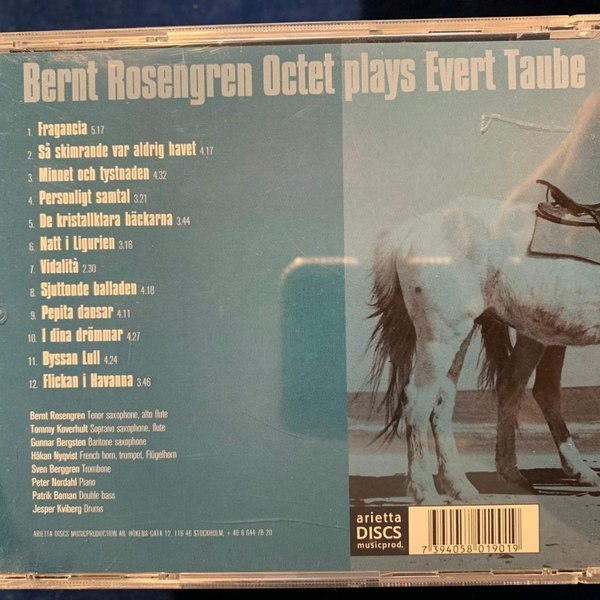 Bernt Rosengren Octet plays Evert Taube
1. Fragancia 5.17
2. Så skimrande var aldrig havet 4.17
3. Minnet och tystnaden 4.32
4. Personligt samtal 3.21
5. De kristallklara bäckarna 3.44
6. Natt i Ligurien 3.16
7. Vidalità 2.30
8. Sjuttonde balladen 4.18
9. Pepita dansar 4.11
10. I dina drömmar 4.27
11. Byssan Lull 4.24
12. Flickan i Havanna 3.46
Bernt Rosengren Tenor saxophone, alto flute
Tommy Koverhult Soprano saxophone, flute
Gunnar Bergsten Baritone saxophone
Håkan Nyqvist French horn, trumpet, Flügelhorn
Sven Berggren Trombone
Peter Nordahl Piano
Patrik Boman Double bass
Jesper Kviberg Drums
ARIETTA DISCS MUSICPRODUCTION AB, HÖKENS GATA 12, 116 46 STOCKHOLM, + 46 8 644 78 20
arietta
DISCS
musicprod.
7 394058 019019